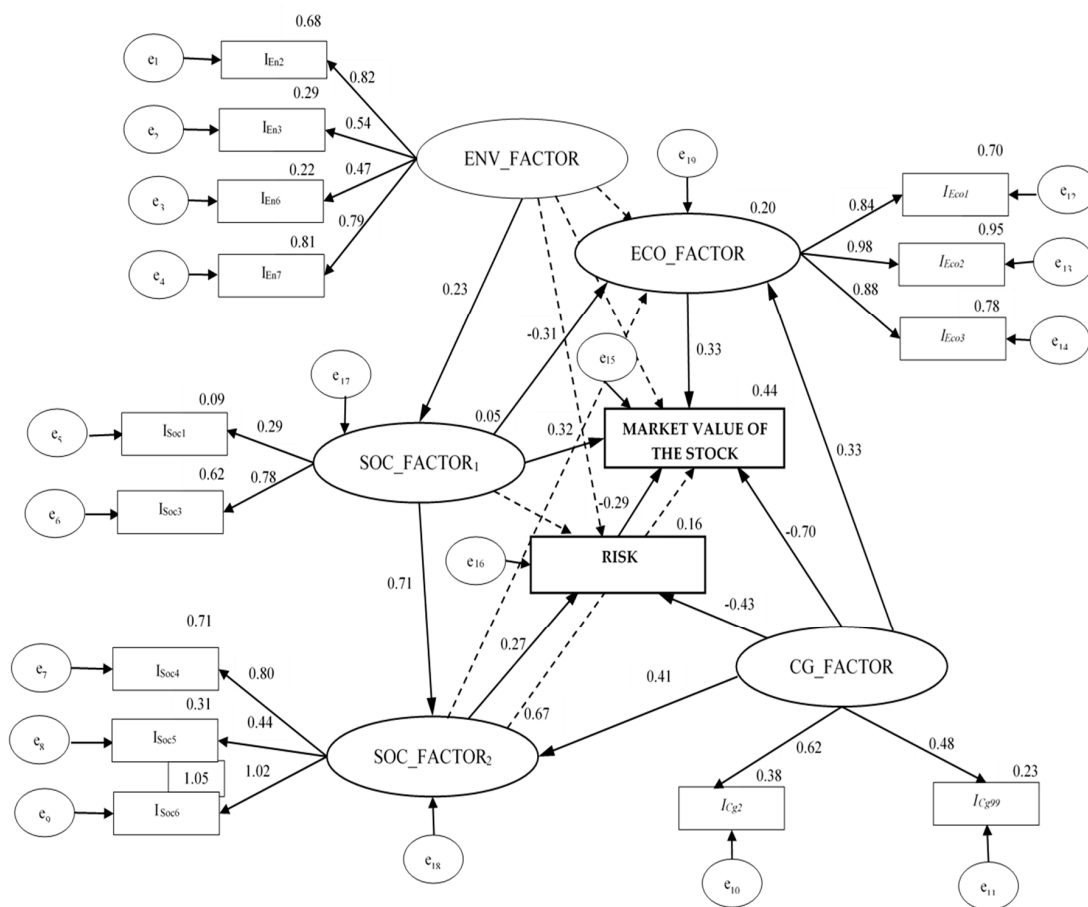 0.68
e1
IEn2
0.82
0.29
e2
IEn3
0.54
ENV_FACTOR
e19
0.22
0.70
e3
IEn6
0.47
0.84
IEco1
e12
0.79
0.20
0.81
0.95
e4
IEn7
ECO_FACTOR
0.98
IEco2
e13
0.23
0.88
0.78
-0.31
IEco3
e14
0.33
e15
e17
0.09
0.05
0.44
e5
ISoc1
0.29
0.32
MARKET VALUE OF
THE STOCK
0.33
SOC_FACTOR1
0.62
0.78
e6
ISoc3
-0.29
0.16
-0.70
e16
RISK
0.71
-0.43
0.71
e7
ISoc4
0.80
0.27
0.41
CG_FACTOR
0.31
0.44
0.67
e8
ISoc5
SOC_FACTOR2
0.62
0.48
1.05
1.02
0.38
0.23
e9
ISoc6
ICg2
ICg99
e18
e10
e11